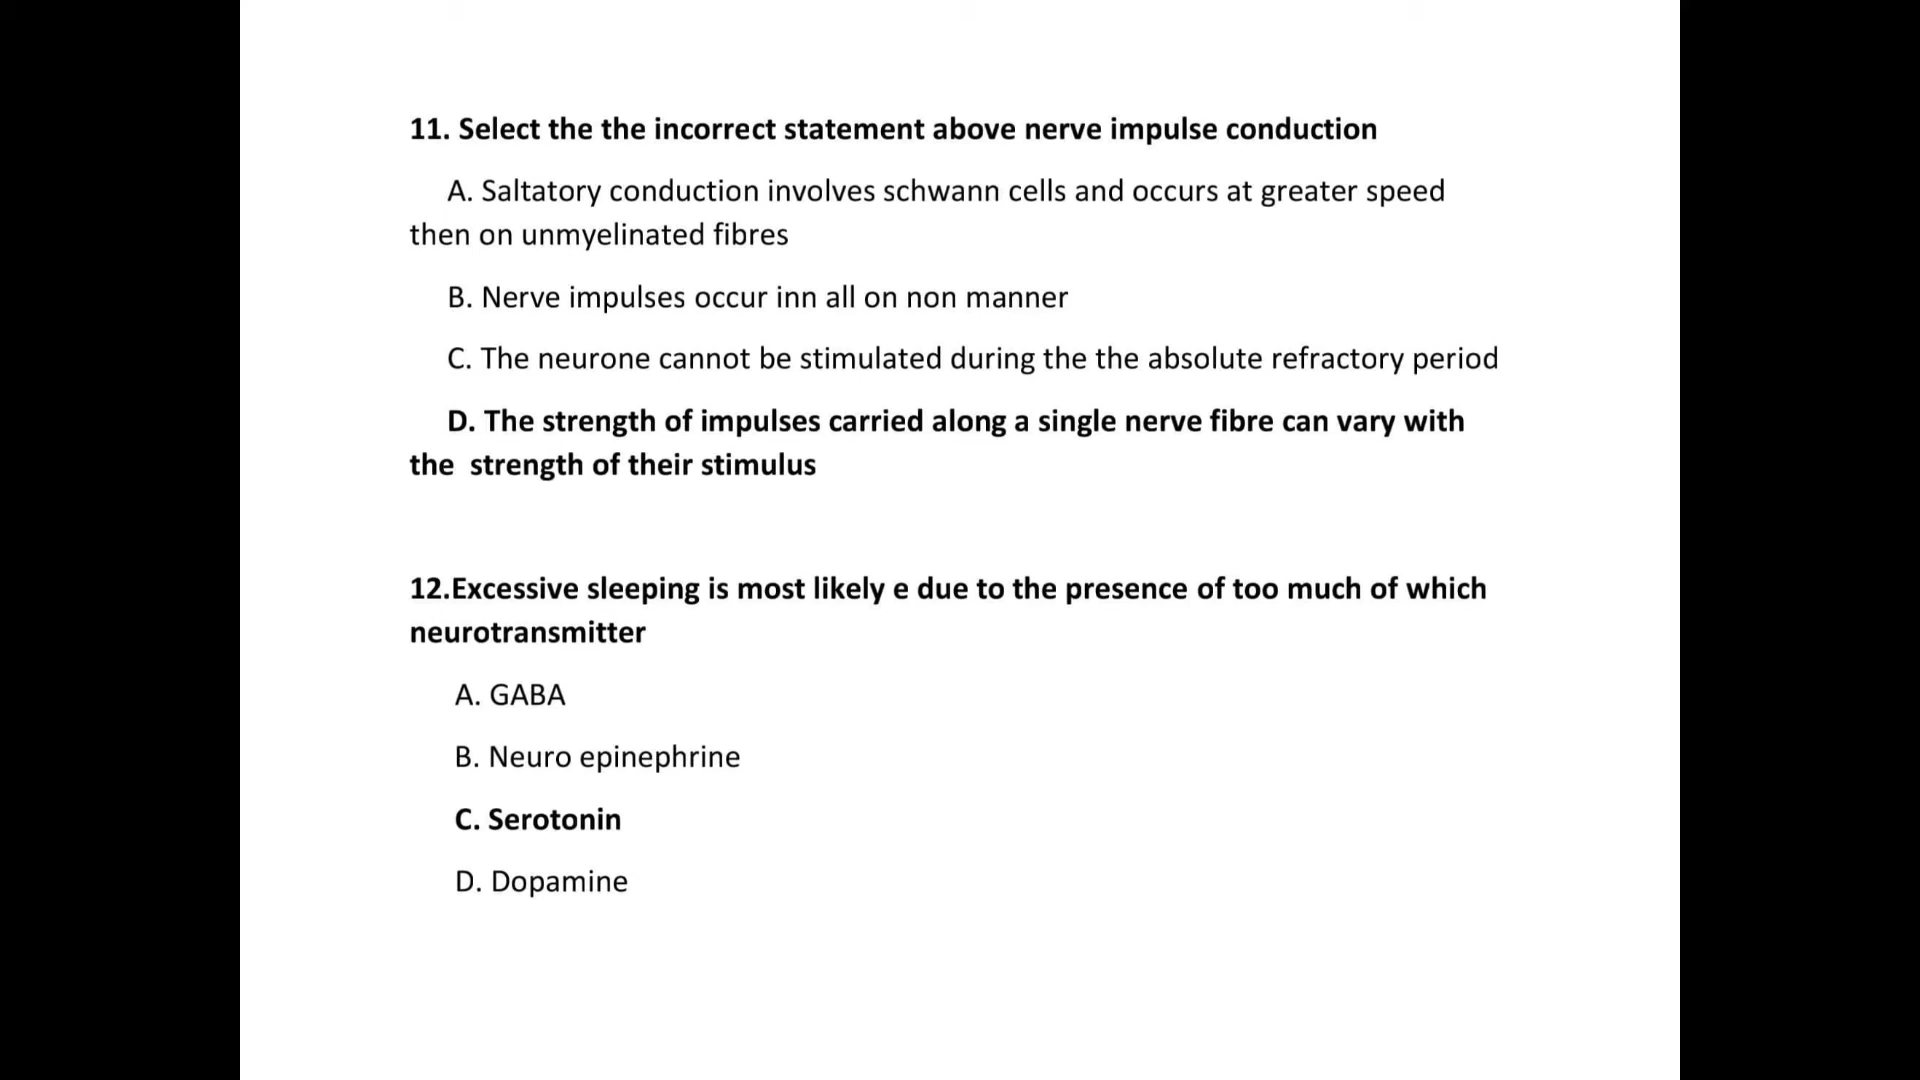 11. Select the the incorrect statement above nerve impulse conduction
A. Saltatory conduction involves schwann cells and occurs at greater speed
then on unmyelinated fibres
B. Nerve impulses occur inn all on non manner
C. The neurone cannot be stimulated during the the absolute refractory period
D. The strength of impulses carried along a single nerve fibre can vary with
the  strength of their stimulus
12.Excessive sleeping is most likely e due to the presence of too much of which
neurotransmitter
A. GABA
B. Neuro epinephrine
C. Serotonin
D. Dopamine